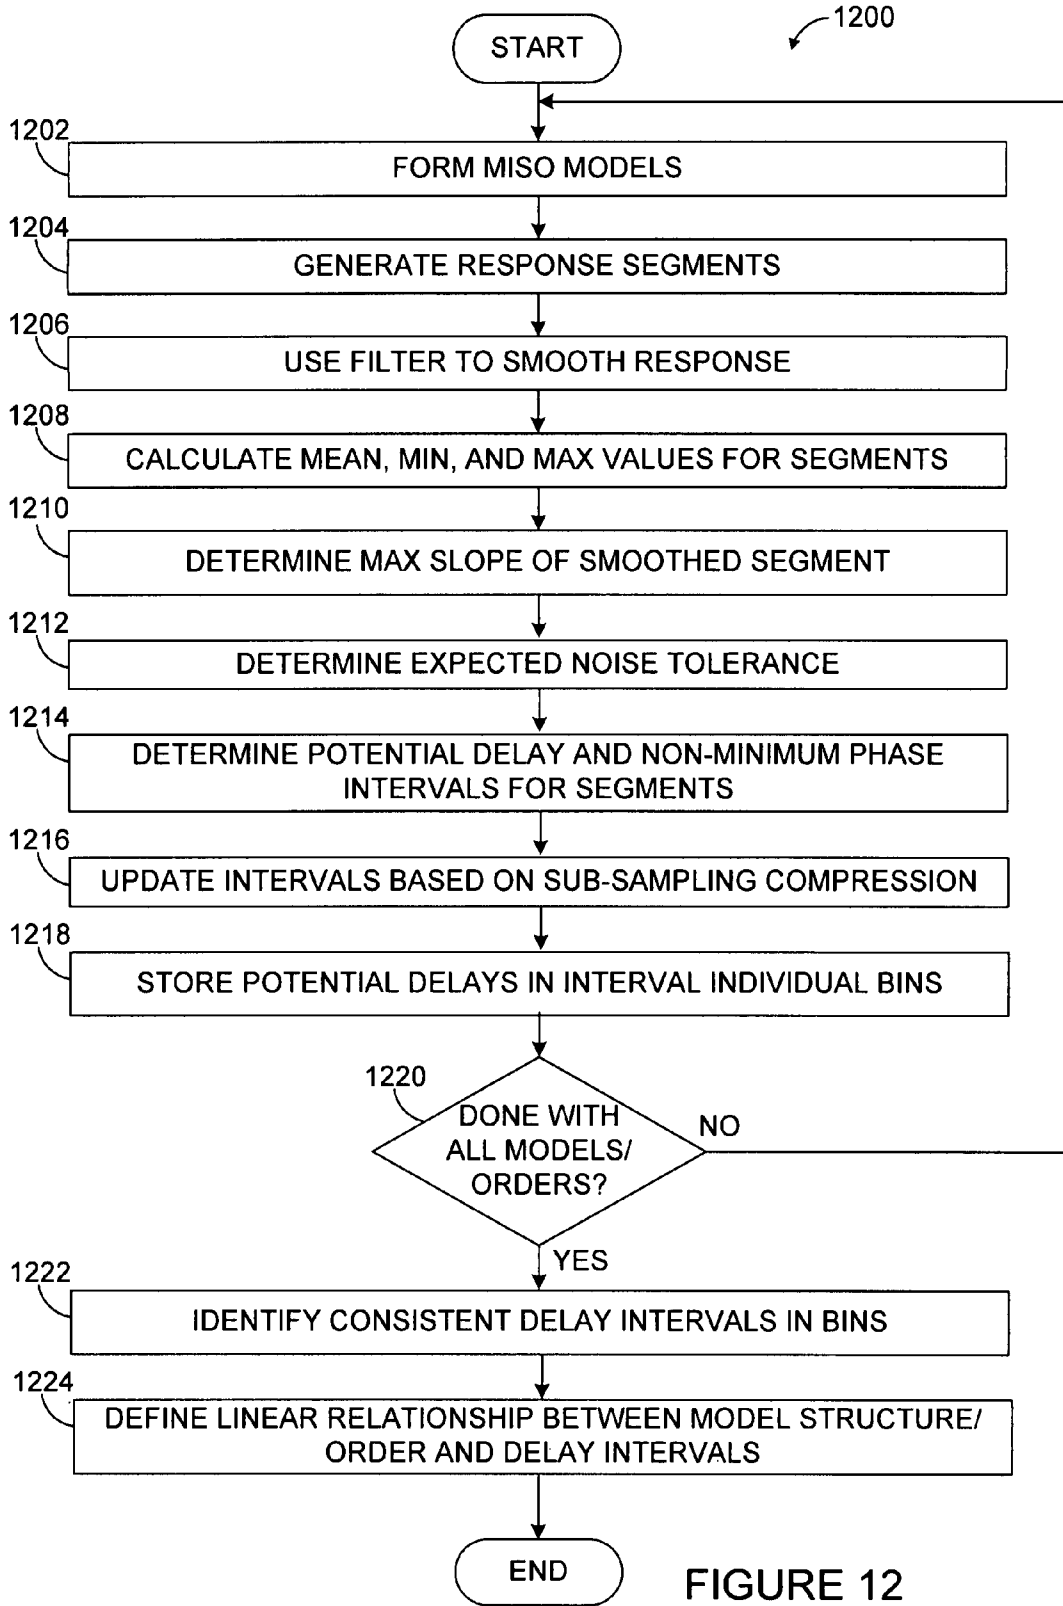 START
1200
1202
FORM MISO MODELS
1204
GENERATE RESPONSE SEGMENTS
1206
USE FILTER TO SMOOTH RESPONSE
1208
CALCULATE MEAN, MIN, AND MAX VALUES FOR SEGMENTS
1210
DETERMINE MAX SLOPE OF SMOOTHED SEGMENT
1212
DETERMINE EXPECTED NOISE TOLERANCE
1214
DETERMINE POTENTIAL DELAY AND NON-MINIMUM PHASE
INTERVALS FOR SEGMENTS
1216
UPDATE INTERVALS BASED ON SUB-SAMPLING COMPRESSION
1218
STORE POTENTIAL DELAYS IN INTERVAL INDIVIDUAL BINS
1220
DONE WITH
ALL MODELS/
ORDERS?
NO
YES
1222
IDENTIFY CONSISTENT DELAY INTERVALS IN BINS
1224
DEFINE LINEAR RELATIONSHIP BETWEEN MODEL STRUCTURE/
ORDER AND DELAY INTERVALS
END
FIGURE 12